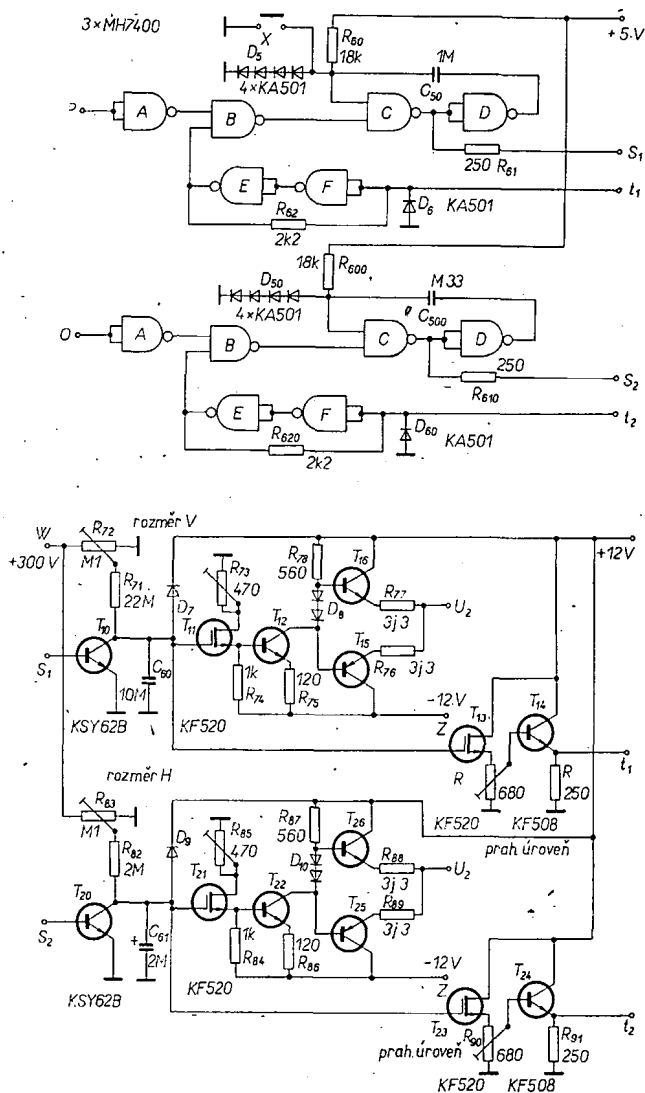 3×MH7400
X
R60
18k
+5V
D5
4×KA501
1M
C50
A
B
C
D
250 R61
S1
E
F
t1
R62
2k2
D6
KA501
18k
R600
D50
4×KA501
M33
C500
O
A
B
C
D
250
R610
S2
E
F
t2
R620
2k2
D60
KA501
W
+300V
R72
M1
rozměr V
R71
22M
D7
R73
470
R78
560
T16
D8
R77
3j3
U2
+12V
T10
T11
T12
T15
R76
3j3
S1
C60
10M
1k
R74
120
R75
-12V
Z
T13
T14
KSY62B
KF520
R
680
R
250
t1
KF520
KF508
prah. úroveň
rozměr H
R83
M1
R82
2M
D9
R85
470
R87
560
T26
D10
R88
3j3
U2
T20
T21
T22
T25
R89
3j3
S2
C61
+
2M
1k
R84
120
R86
-12V
Z
T23
T24
KSY62B
KF520
prah. úroveň
R90
680
R91
250
t2
KF520
KF508